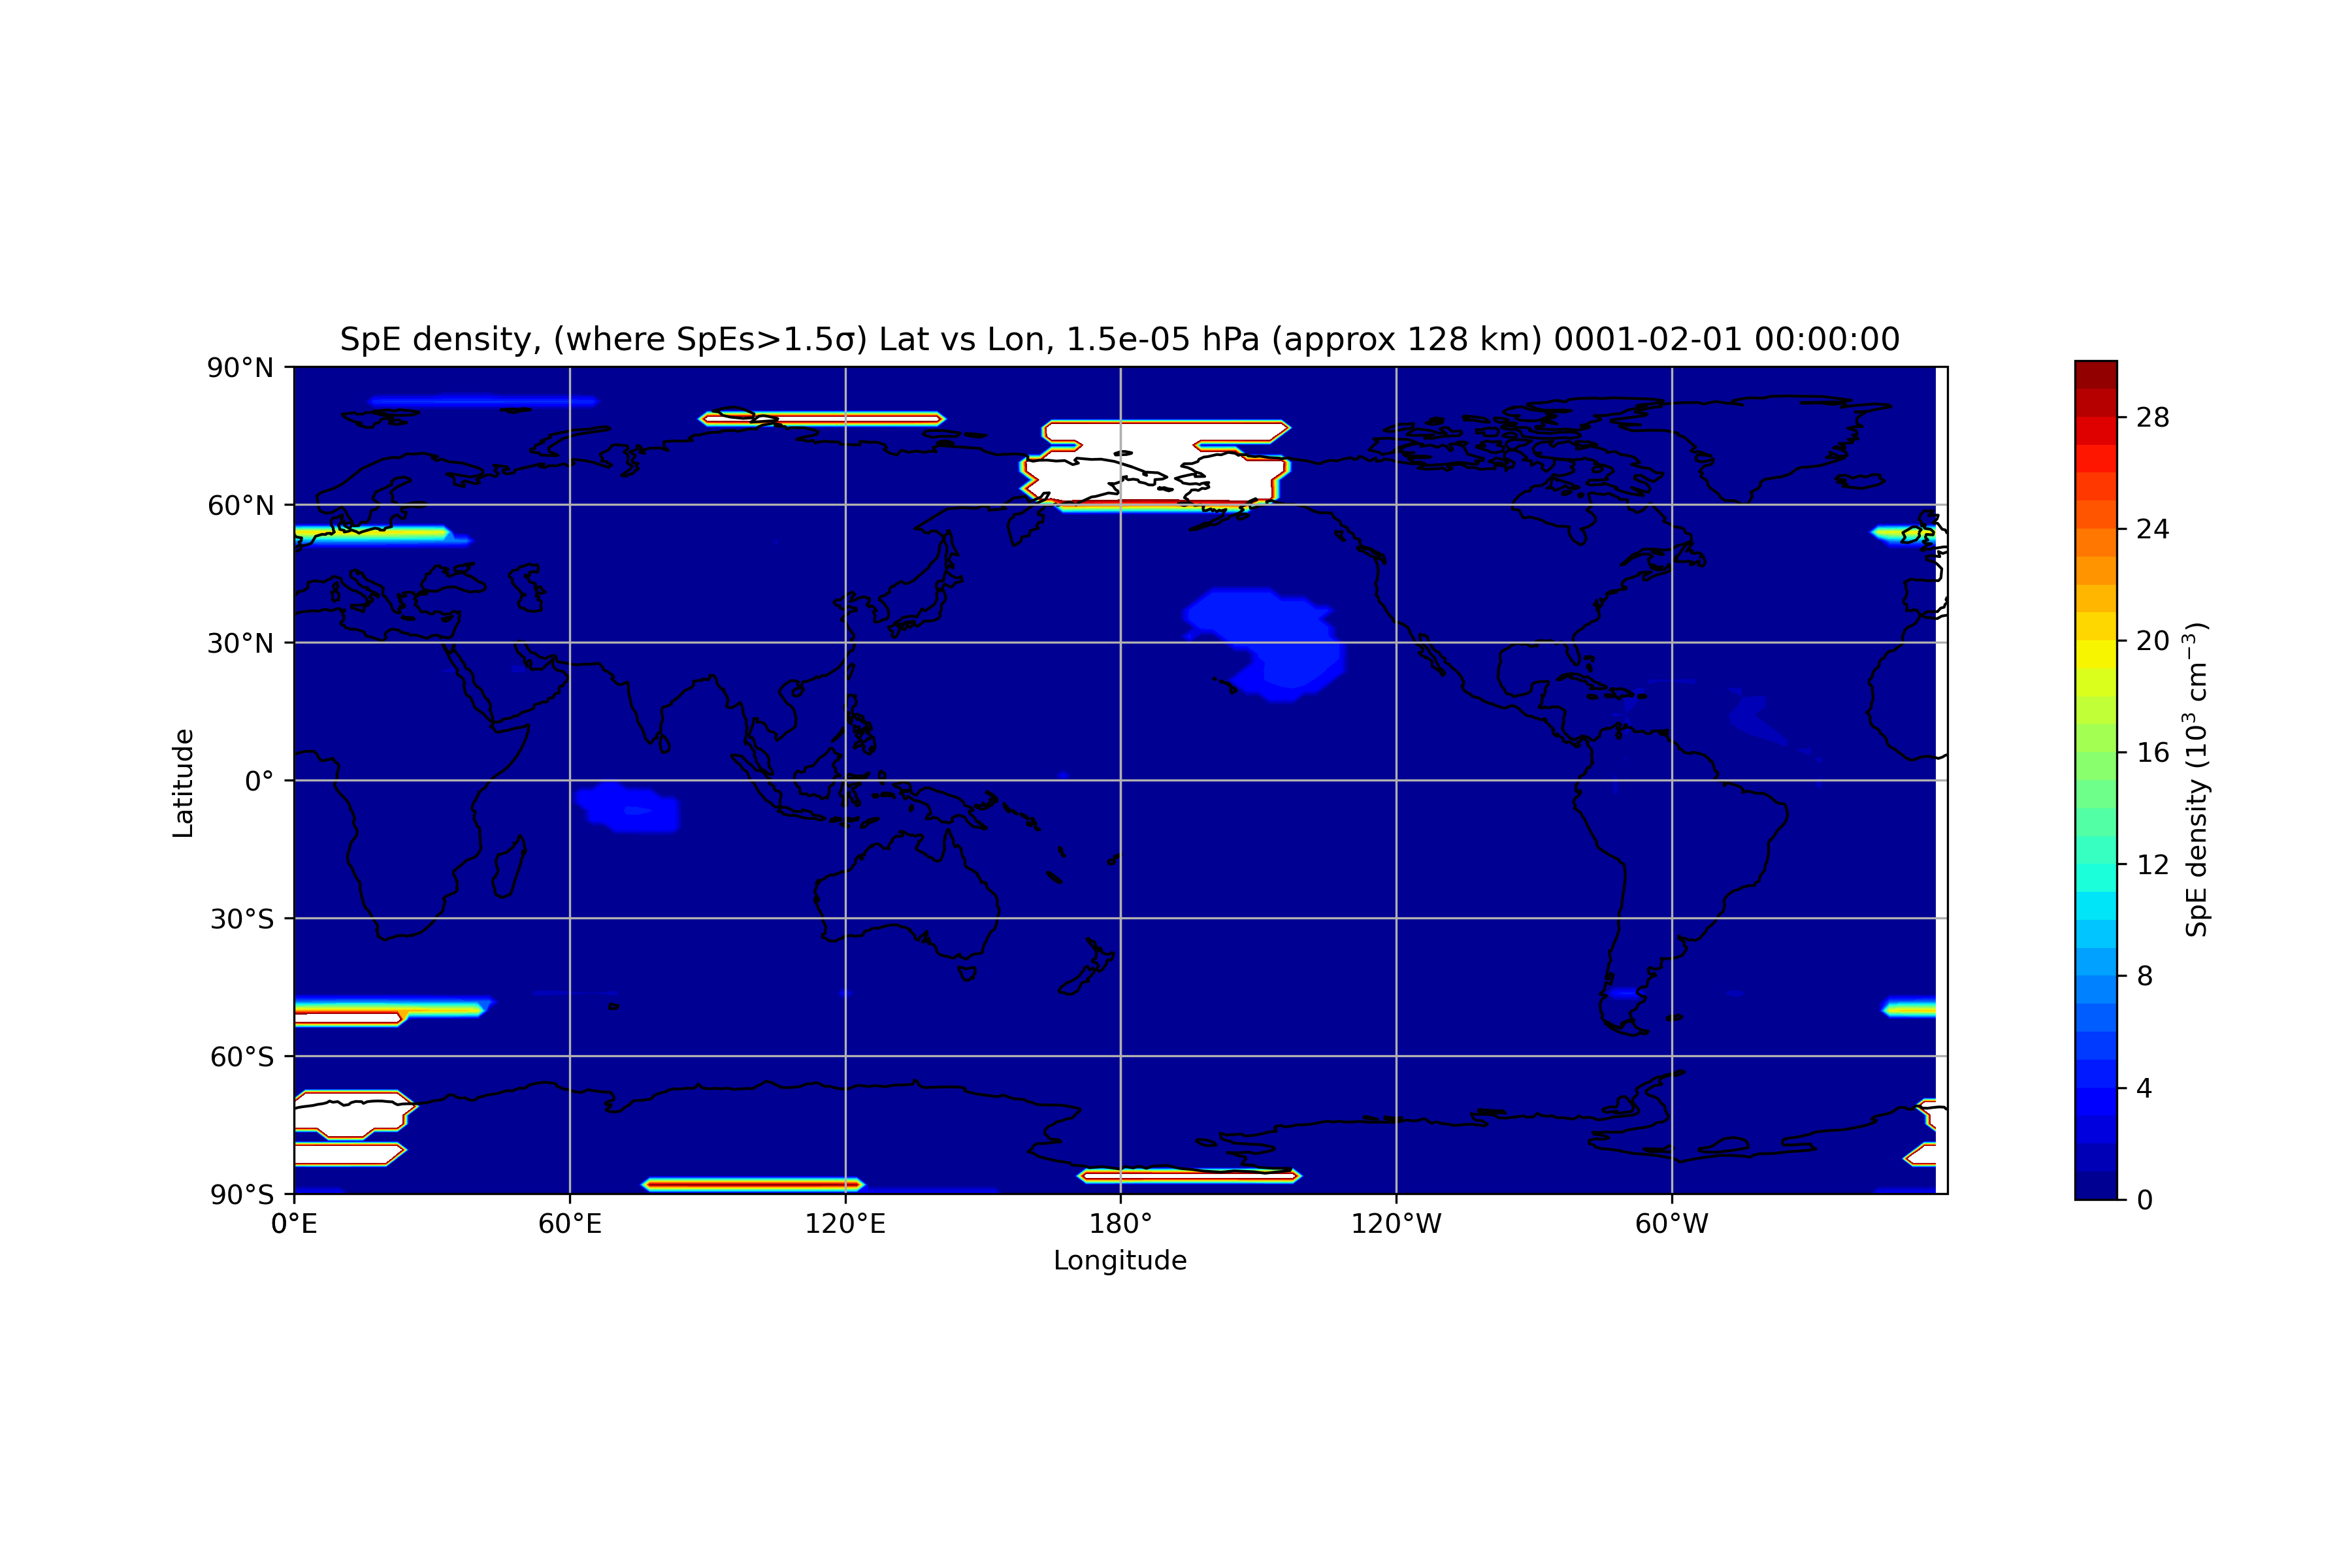 SpE density, (where SpEs>1.5σ) Lat vs Lon, 1.5e-05 hPa (approx 128 km) 0001-02-01 00:00:00
90°N
60°N
30°N
0°
30°S
60°S
90°S
Latitude
0°E
60°E
120°E
180°
120°W
60°W
Longitude
28
24
20
16
12
8
4
0
SpE density (10³ cm⁻³)